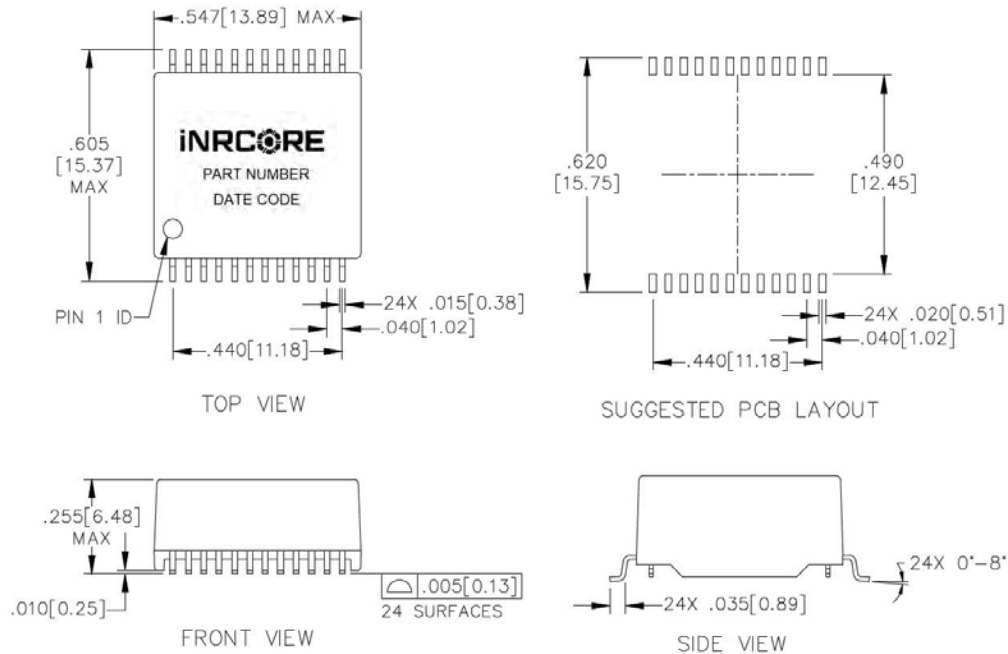 .547[13.89] MAX
.605
[15.37]
MAX
iNRCORE
PART NUMBER
DATE CODE
PIN 1 ID
24X .015[0.38]
.040[1.02]
.440[11.18]
TOP VIEW
.620
[15.75]
.490
[12.45]
24X .020[0.51]
.040[1.02]
.440[11.18]
SUGGESTED PCB LAYOUT
.255[6.48]
MAX
.010[0.25]
.005[0.13]
24 SURFACES
FRONT VIEW
24X 0°-8°
24X .035[0.89]
SIDE VIEW